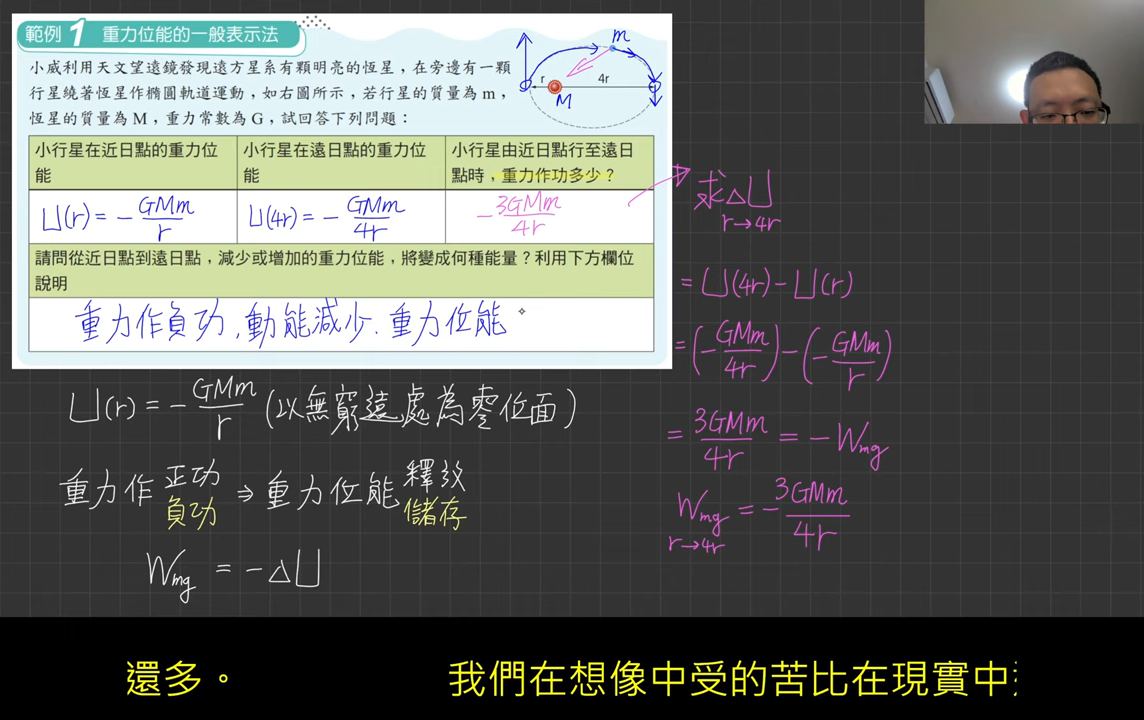 範例1 重力位能的一般表示法
小威利用天文望遠鏡發現遠方星系有顆明亮的恆星，在旁邊有一顆
行星繞著恆星作橢圓軌道運動，如右圖所示，若行星的質量為m，
恆星的質量為M，重力常數為G，試回答下列問題：
m
r
4r
M
小行星在近日點的重力位能
小行星在遠日點的重力位能
小行星由近日點行至遠日點時，重力作功多少？
U(r) = -GMm/r
U(4r) = -GMm/4r
-3GMm/4r
請問從近日點到遠日點，減少或增加的重力位能，將變成何種能量？利用下方欄位
說明
重力作負功，動能減少．重力位能
U(r) = -GMm/r (以無窮遠處為零位面)
重力作 正功 ⇒ 重力位能 釋放
負功 儲存
Wmg = -△U
求△U
r→4r
= U(4r) - U(r)
= (-GMm/4r) - (-GMm/r)
= 3GMm/4r = -Wmg
Wmg = -3GMm/4r
r→4r
還多。 我們在想像中受的苦比在現實中